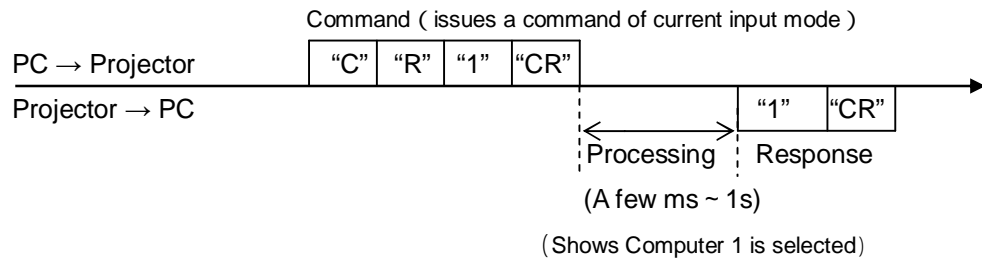 Command ( issues a command of current input mode )
PC → Projector “C” “R” “1” “CR”
Projector → PC “1” “CR”
Processing Response
(A few ms ~ 1s)
(Shows Computer 1 is selected)